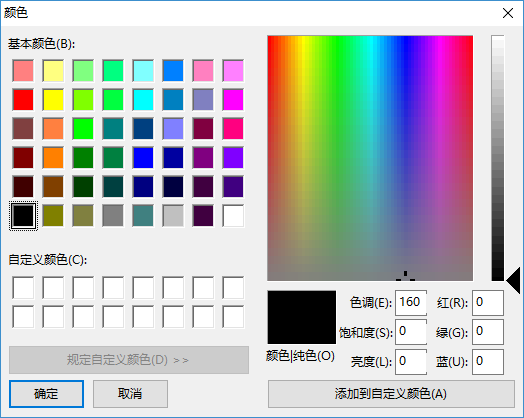 颜色
基本颜色(B):
自定义颜色(C):
规定自定义颜色(D) >>
确定
取消
颜色|纯色(O)
色调(E): 160
饱和度(S): 0
亮度(L): 0
红(R): 0
绿(G): 0
蓝(U): 0
添加到自定义颜色(A)